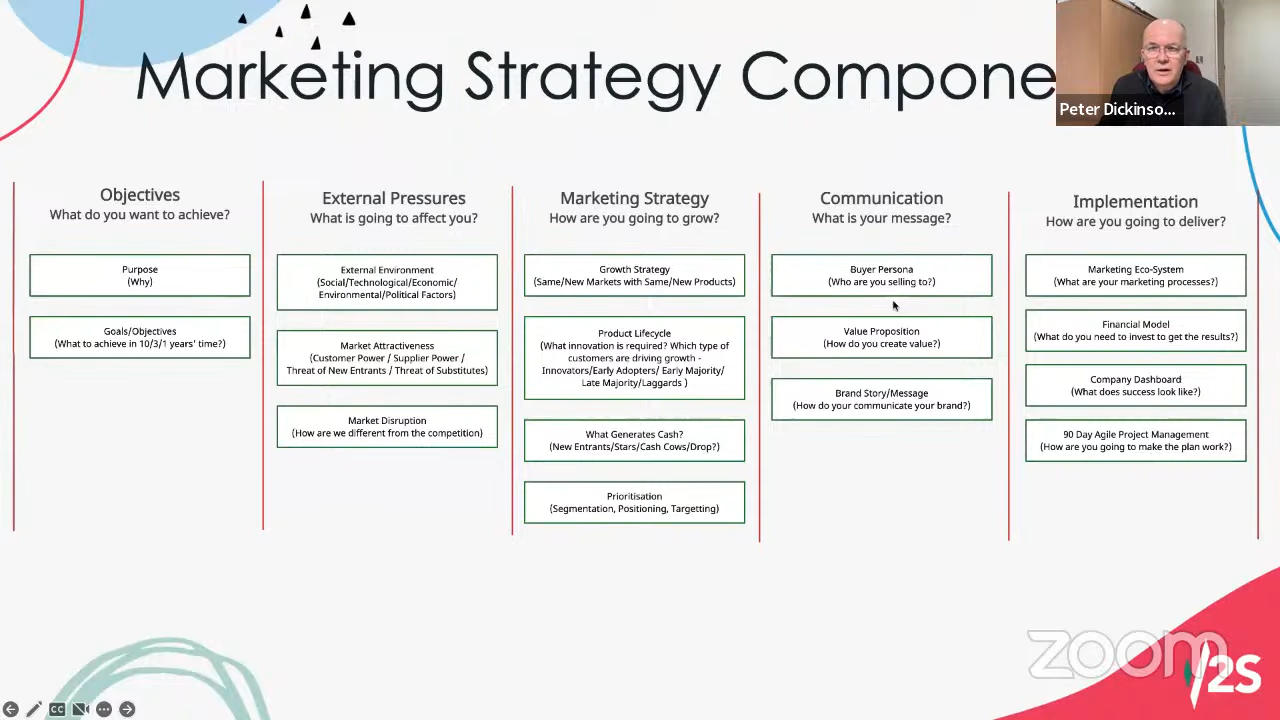 Marketing Strategy Compone
Peter Dickinso...
Objectives
What do you want to achieve?
Purpose
(Why)
Goals/Objectives
(What to achieve in 10/3/1 years' time?)
External Pressures
What is going to affect you?
External Environment
(Social/Technological/Economic/
Environmental/Political Factors)
Market Attractiveness
(Customer Power / Supplier Power /
Threat of New Entrants / Threat of Substitutes)
Market Disruption
(How are we different from the competition)
Marketing Strategy
How are you going to grow?
Growth Strategy
(Same/New Markets with Same/New Products)
Product Lifecycle
(What innovation is required? Which type of
customers are driving growth -
Innovators/Early Adopters/ Early Majority/
Late Majority/Laggards )
What Generates Cash?
(New Entrants/Stars/Cash Cows/Drop?)
Prioritisation
(Segmentation, Positioning, Targetting)
Communication
What is your message?
Buyer Persona
(Who are you selling to?)
Value Proposition
(How do you create value?)
Brand Story/Message
(How do your communicate your brand?)
Implementation
How are you going to deliver?
Marketing Eco-System
(What are your marketing processes?)
Financial Model
(What do you need to invest to get the results?)
Company Dashboard
(What does success look like?)
90 Day Agile Project Management
(How are you going to make the plan work?)
zoom
/2S
CC